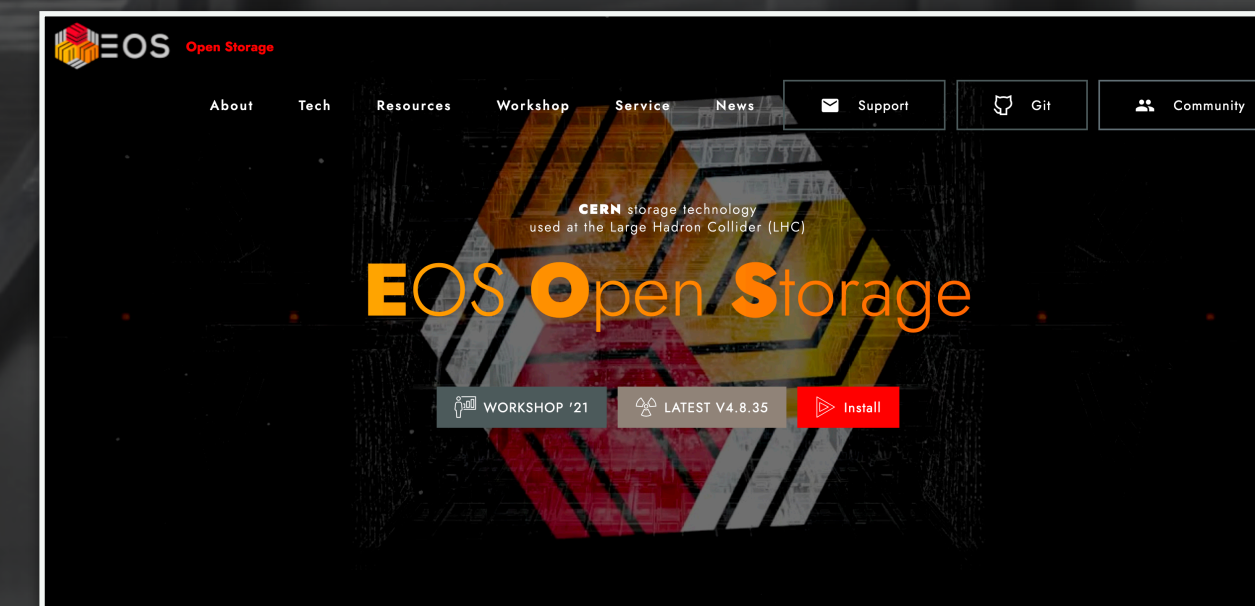 EOS Open Storage
About Tech Resources Workshop Service News Support Git Community
CERN storage technology
used at the Large Hadron Collider (LHC)
EOS Open Storage
WORKSHOP '21 LATEST V4.8.35 Install